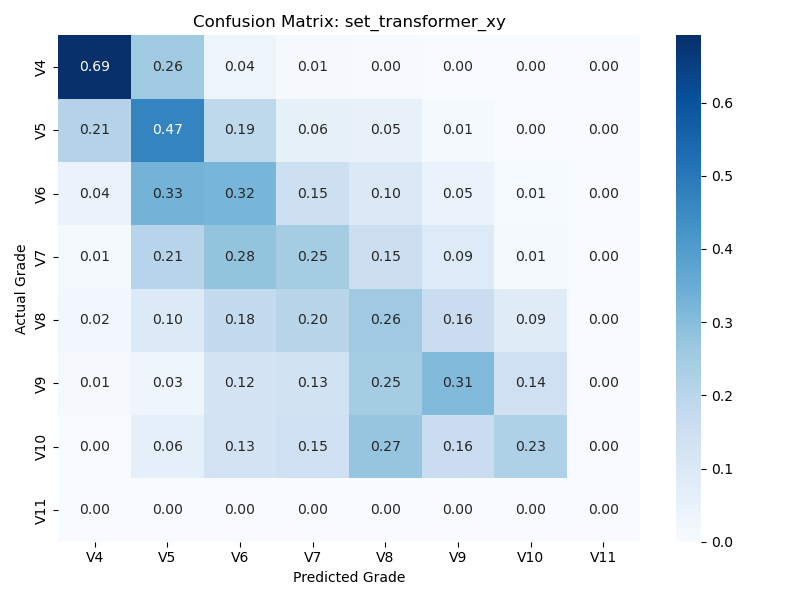 Confusion Matrix: set_transformer_xy
Actual Grade
V4 0.69 0.26 0.04 0.01 0.00 0.00 0.00 0.00
V5 0.21 0.47 0.19 0.06 0.05 0.01 0.00 0.00
V6 0.04 0.33 0.32 0.15 0.10 0.05 0.01 0.00
V7 0.01 0.21 0.28 0.25 0.15 0.09 0.01 0.00
V8 0.02 0.10 0.18 0.20 0.26 0.16 0.09 0.00
V9 0.01 0.03 0.12 0.13 0.25 0.31 0.14 0.00
V10 0.00 0.06 0.13 0.15 0.27 0.16 0.23 0.00
V11 0.00 0.00 0.00 0.00 0.00 0.00 0.00 0.00
V4 V5 V6 V7 V8 V9 V10 V11
Predicted Grade
0.6
0.5
0.4
0.3
0.2
0.1
0.0